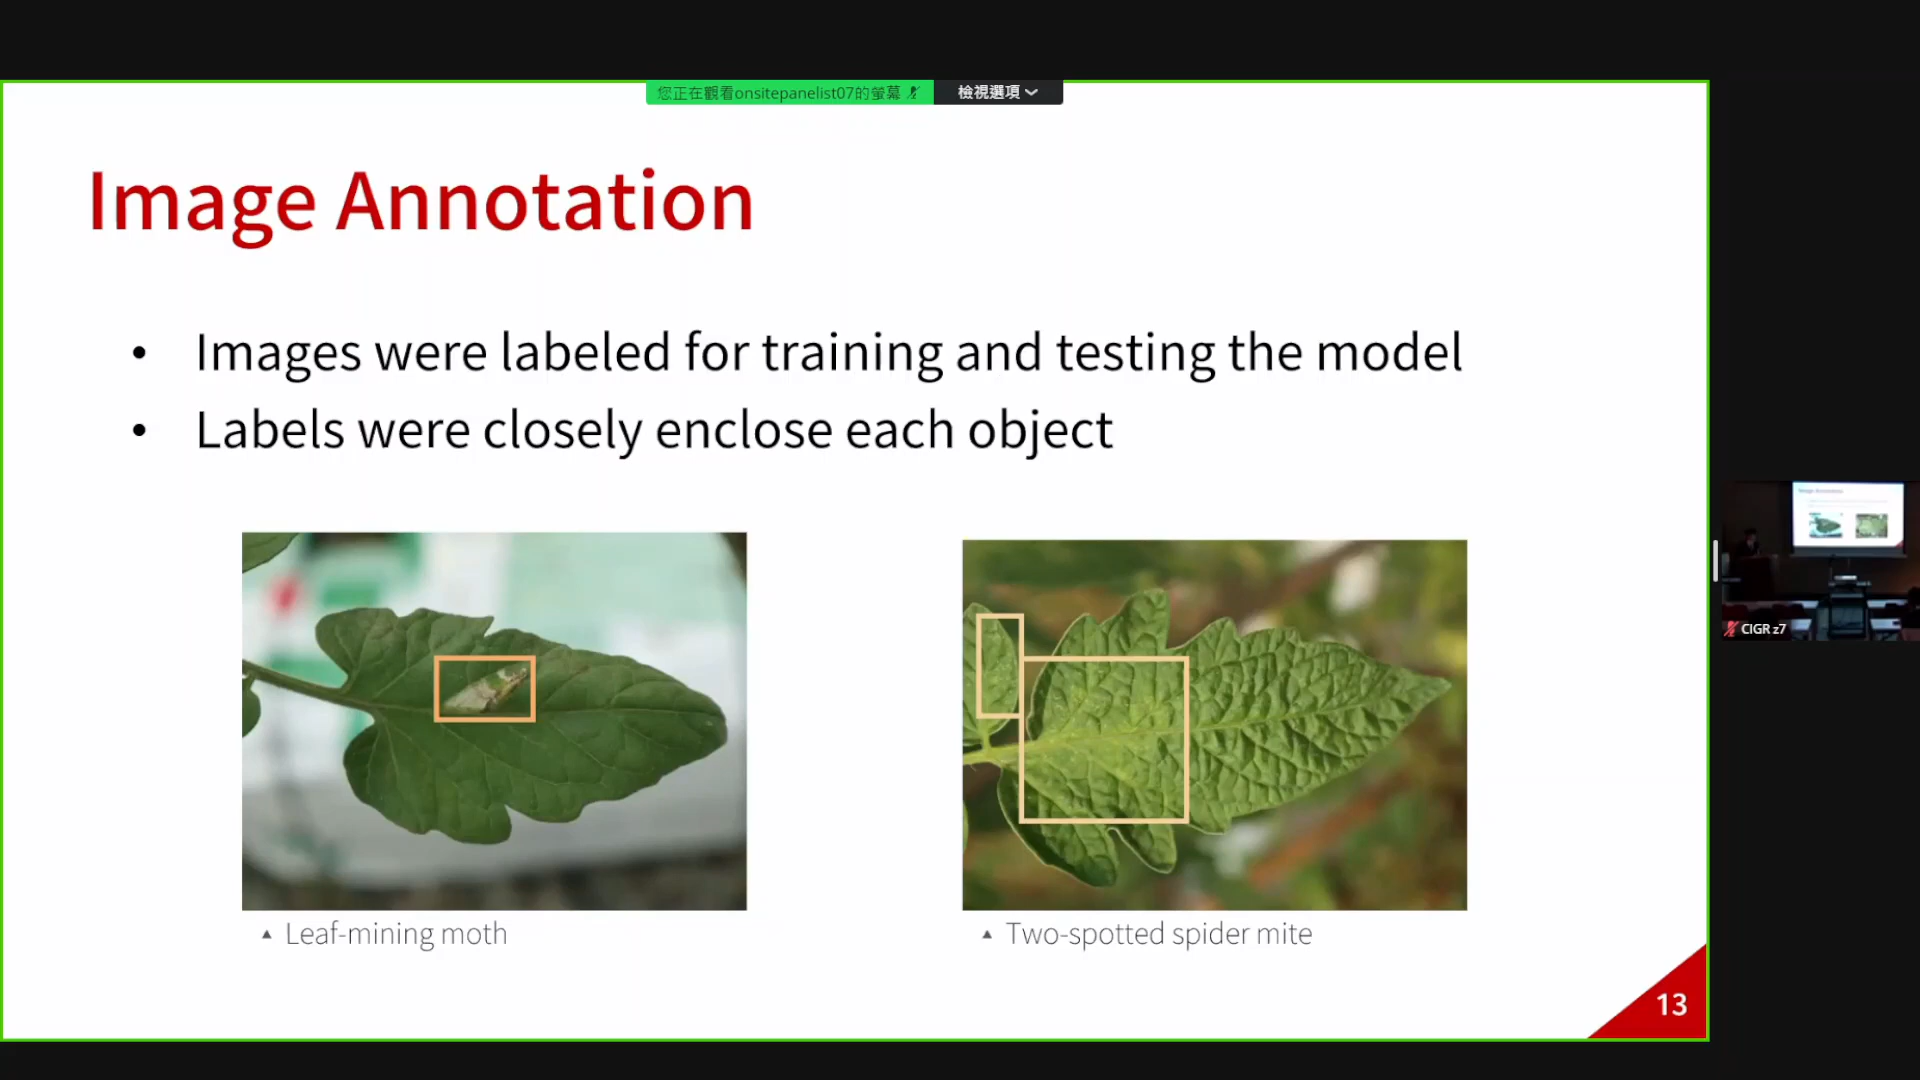 您正在觀看onsitepanelist07的螢幕
檢視選項
Image Annotation
• Images were labeled for training and testing the model
• Labels were closely enclose each object
▲ Leaf-mining moth
▲ Two-spotted spider mite
13
CIGR z7